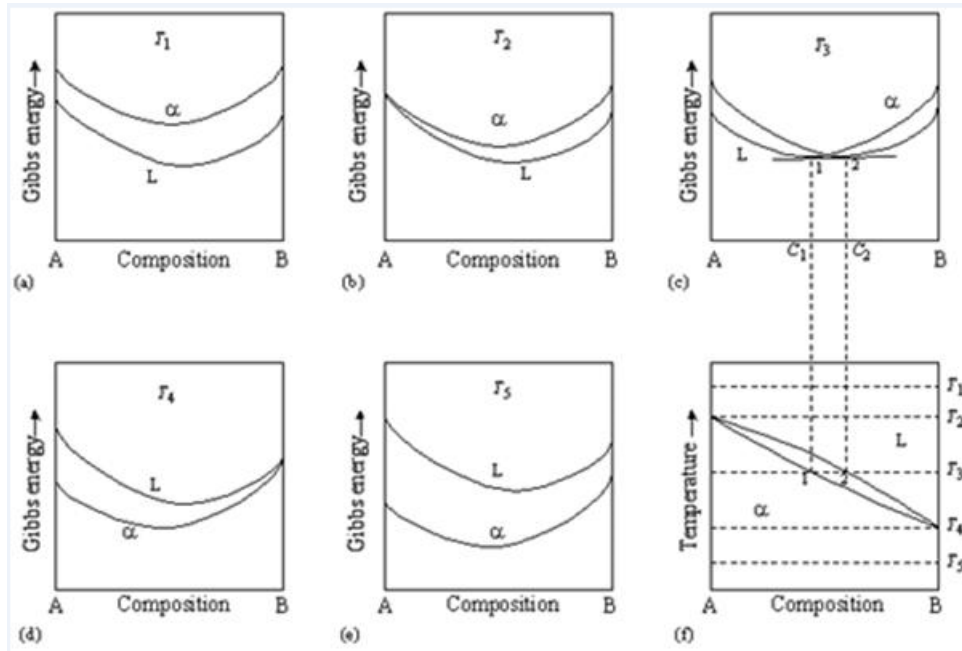 T₁
Gibbs energy→
α
L
A Composition B
(a)
T₂
Gibbs energy→
α
L
A Composition B
(b)
T₃
Gibbs energy→
α
L
1 2
A C₁ C₂ B
(c)
T₄
Gibbs energy→
L
α
A Composition B
(d)
T₅
Gibbs energy→
L
α
A Composition B
(e)
T₁
T₂
L
Temperature→
T₃
1 2
α
T₄
T₅
A Composition B
(f)